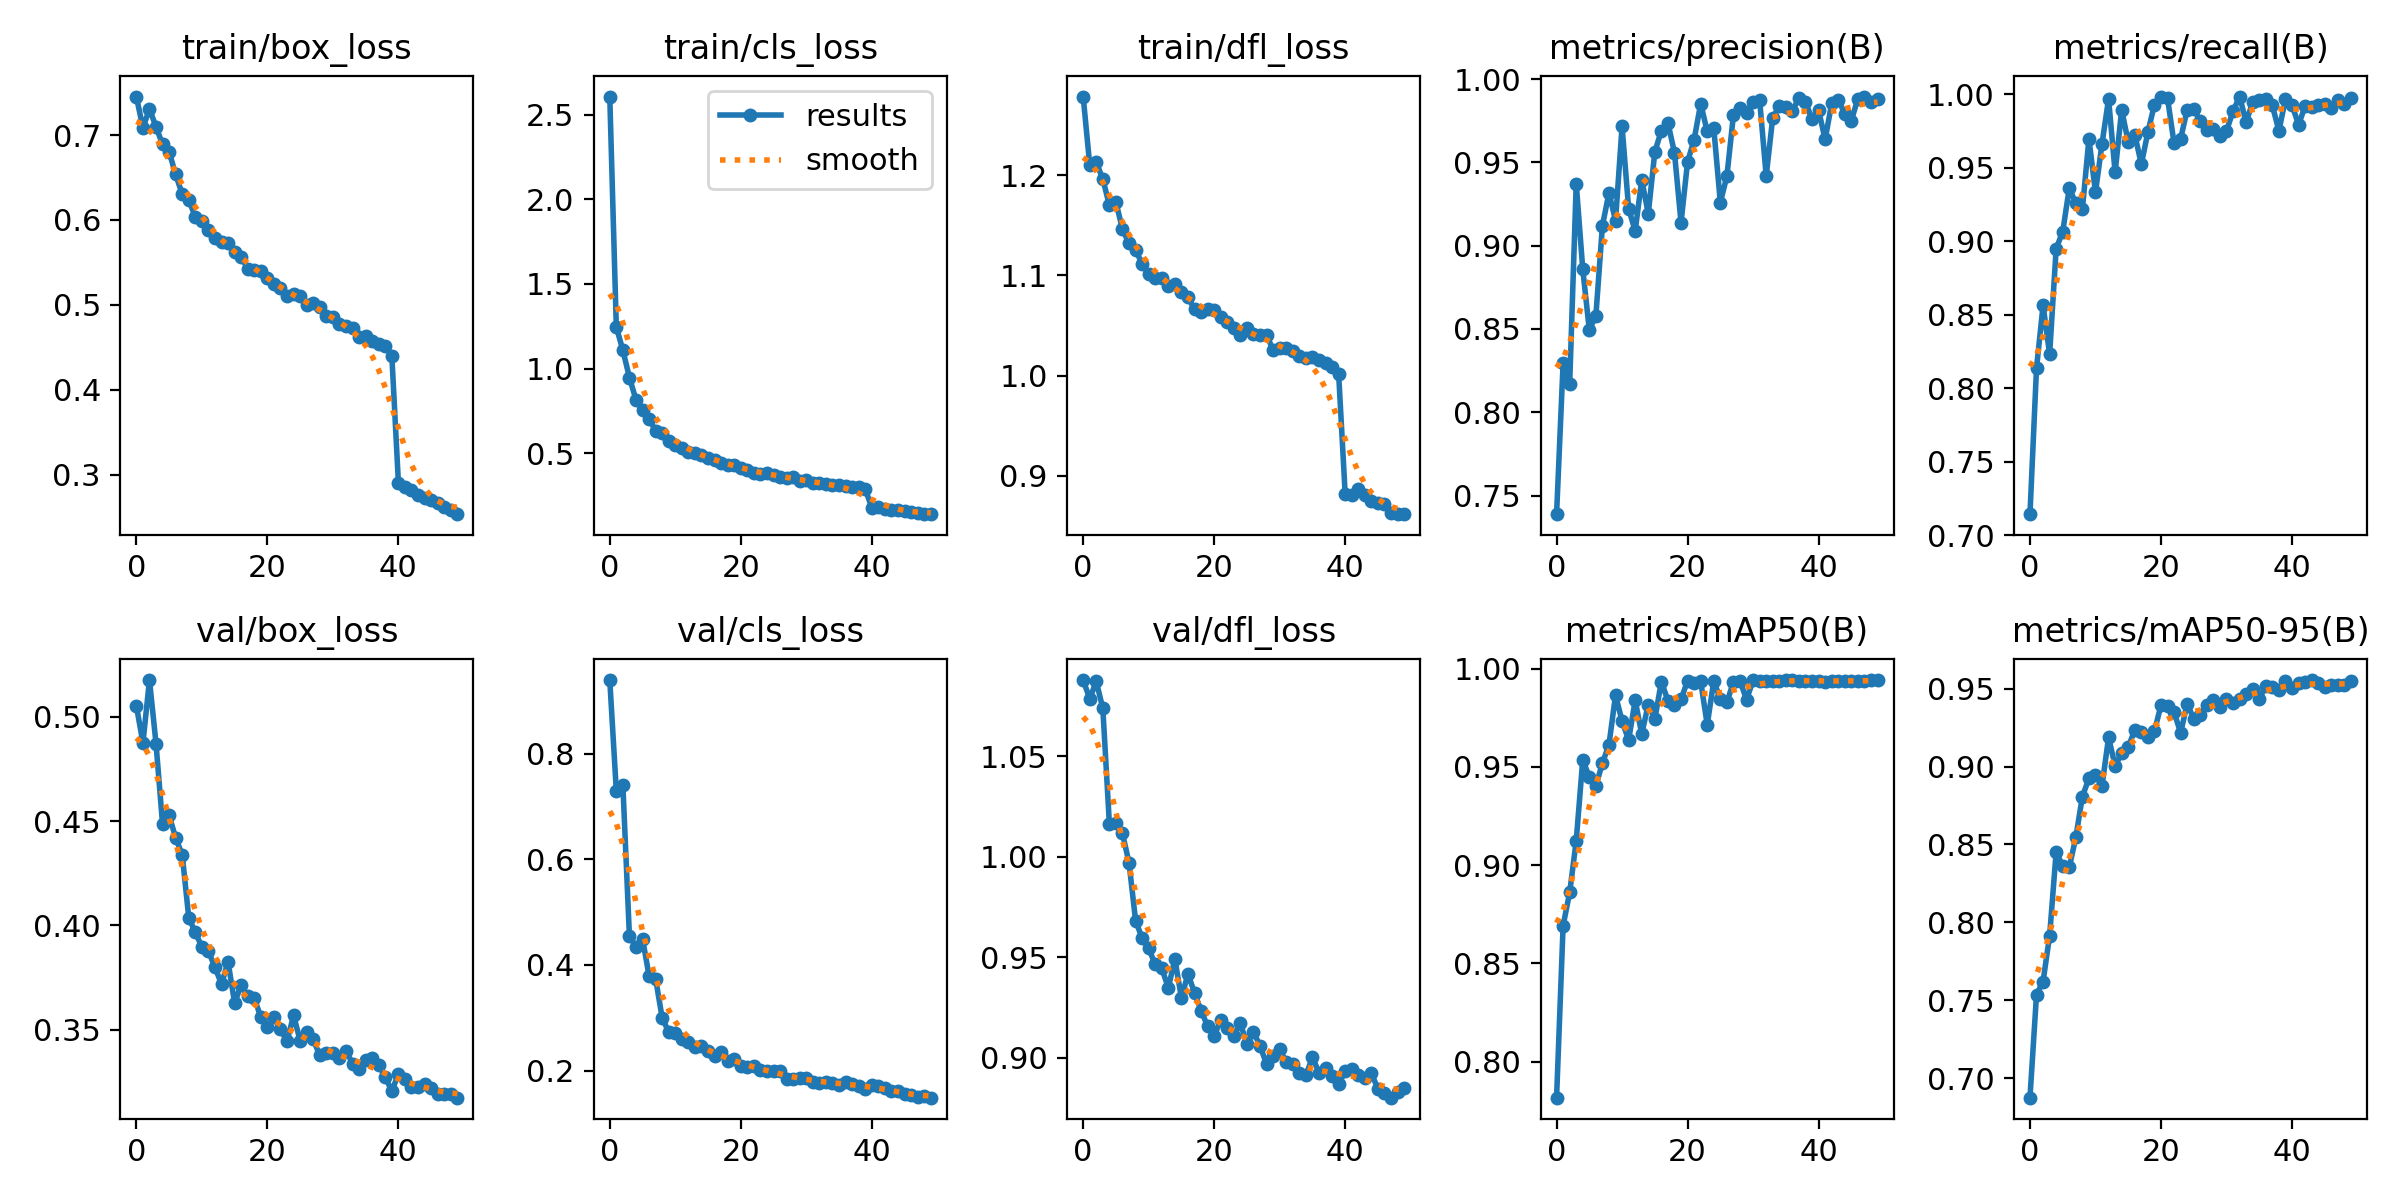 train/box_loss
0.7
0.6
0.5
0.4
0.3
0 20 40
train/cls_loss
results
smooth
2.5
2.0
1.5
1.0
0.5
0 20 40
train/dfl_loss
1.2
1.1
1.0
0.9
0 20 40
metrics/precision(B)
1.00
0.95
0.90
0.85
0.80
0.75
0 20 40
metrics/recall(B)
1.00
0.95
0.90
0.85
0.80
0.75
0.70
0 20 40
val/box_loss
0.50
0.45
0.40
0.35
0 20 40
val/cls_loss
0.8
0.6
0.4
0.2
0 20 40
val/dfl_loss
1.05
1.00
0.95
0.90
0 20 40
metrics/mAP50(B)
1.00
0.95
0.90
0.85
0.80
0 20 40
metrics/mAP50-95(B)
0.95
0.90
0.85
0.80
0.75
0.70
0 20 40